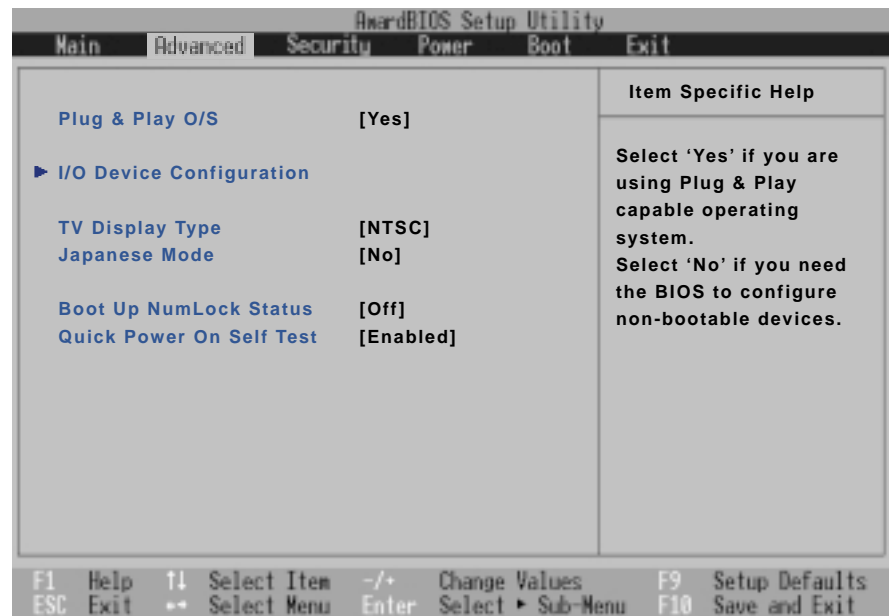 AwardBIOS Setup Utility
Main Advanced Security Power Boot Exit
Plug & Play O/S [Yes]
▶ I/O Device Configuration
TV Display Type [NTSC]
Japanese Mode [No]
Boot Up NumLock Status [Off]
Quick Power On Self Test [Enabled]
Item Specific Help
Select ‘Yes’ if you are
using Plug & Play
capable operating
system.
Select ‘No’ if you need
the BIOS to configure
non-bootable devices.
F1 Help ↑↓ Select Item -/+ Change Values F9 Setup Defaults
ESC Exit ←→ Select Menu Enter Select ▶ Sub-Menu F10 Save and Exit